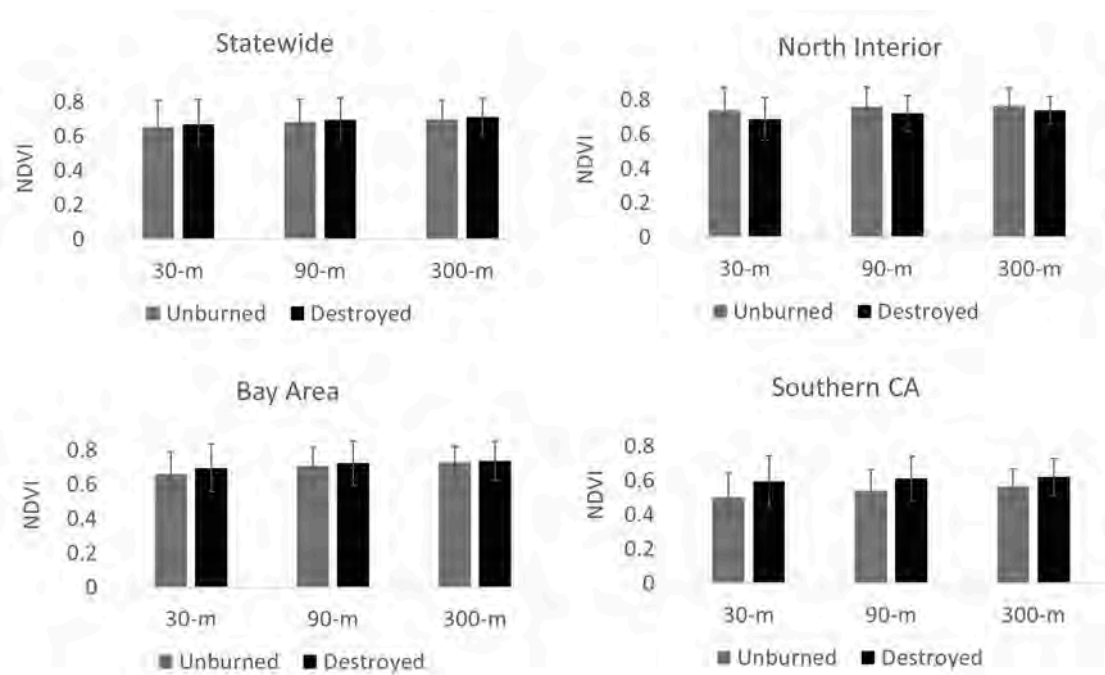 Statewide
NDVI
0.8
0.6
0.4
0.2
0
30-m 90-m 300-m
Unburned Destroyed
North Interior
NDVI
0.8
0.6
0.4
0.2
0
30-m 90-m 300-m
Unburned Destroyed
Bay Area
NDVI
0.8
0.6
0.4
0.2
0
30-m 90-m 300-m
Unburned Destroyed
Southern CA
NDVI
0.8
0.6
0.4
0.2
0
30-m 90-m 300-m
Unburned Destroyed